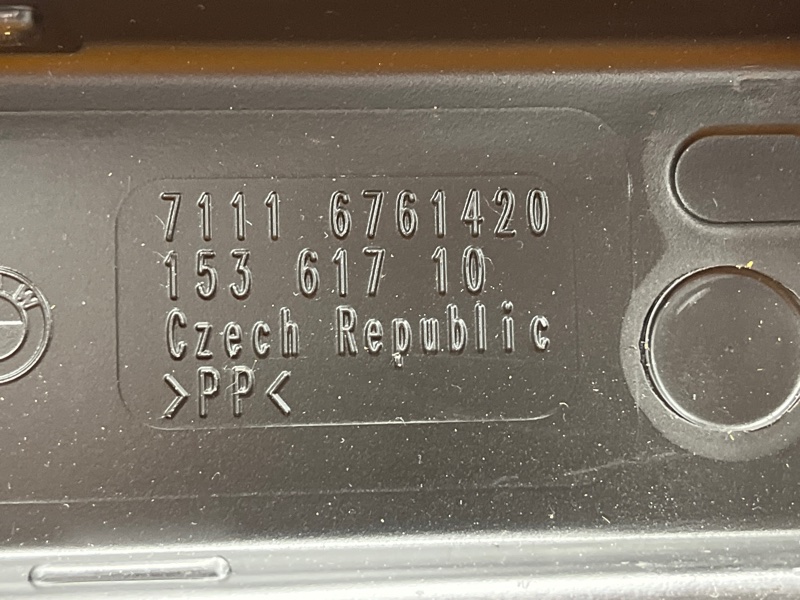 7111 6761420
153 617 10
Czech Republic
>PP<